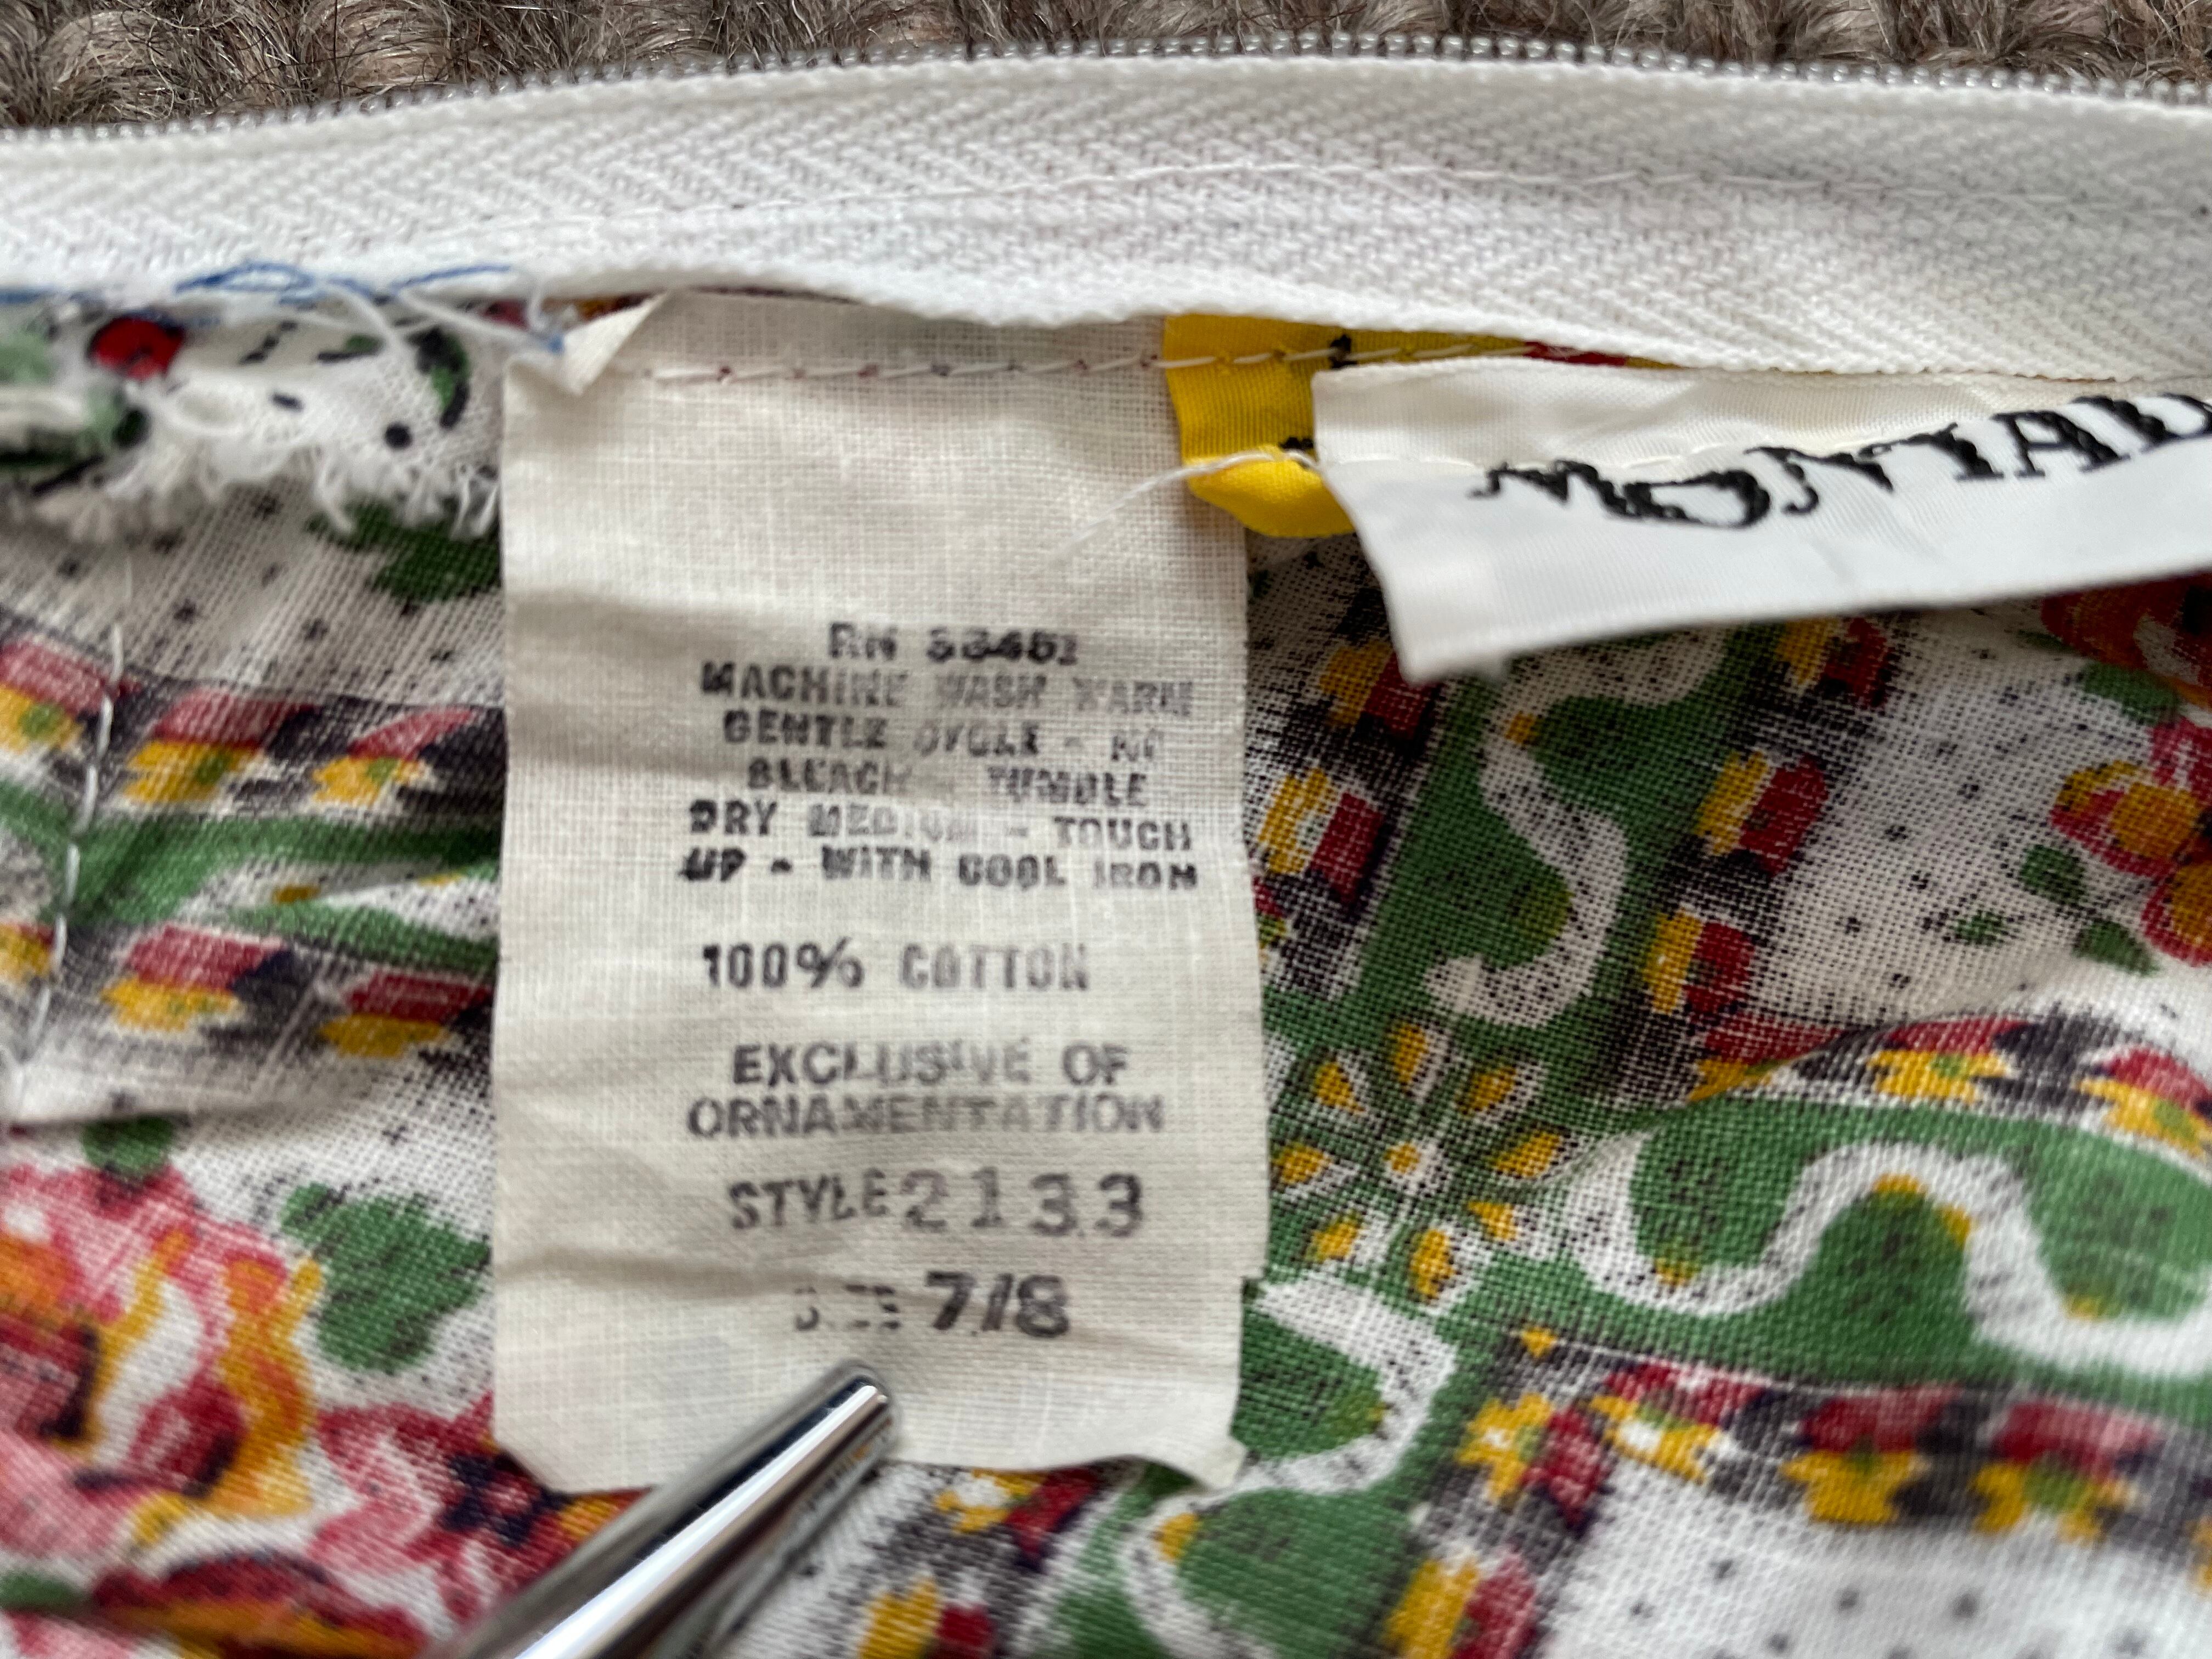 RN
MACHINE WASH WARM
GENTLE CYCLE - NO
BLEACH - TUMBLE
DRY MEDIUM - TOUCH
UP - WITH COOL IRON
100% COTTON
EXCLUSIVE OF
ORNAMENTATION
STYLE 2133
SIZE 7/8